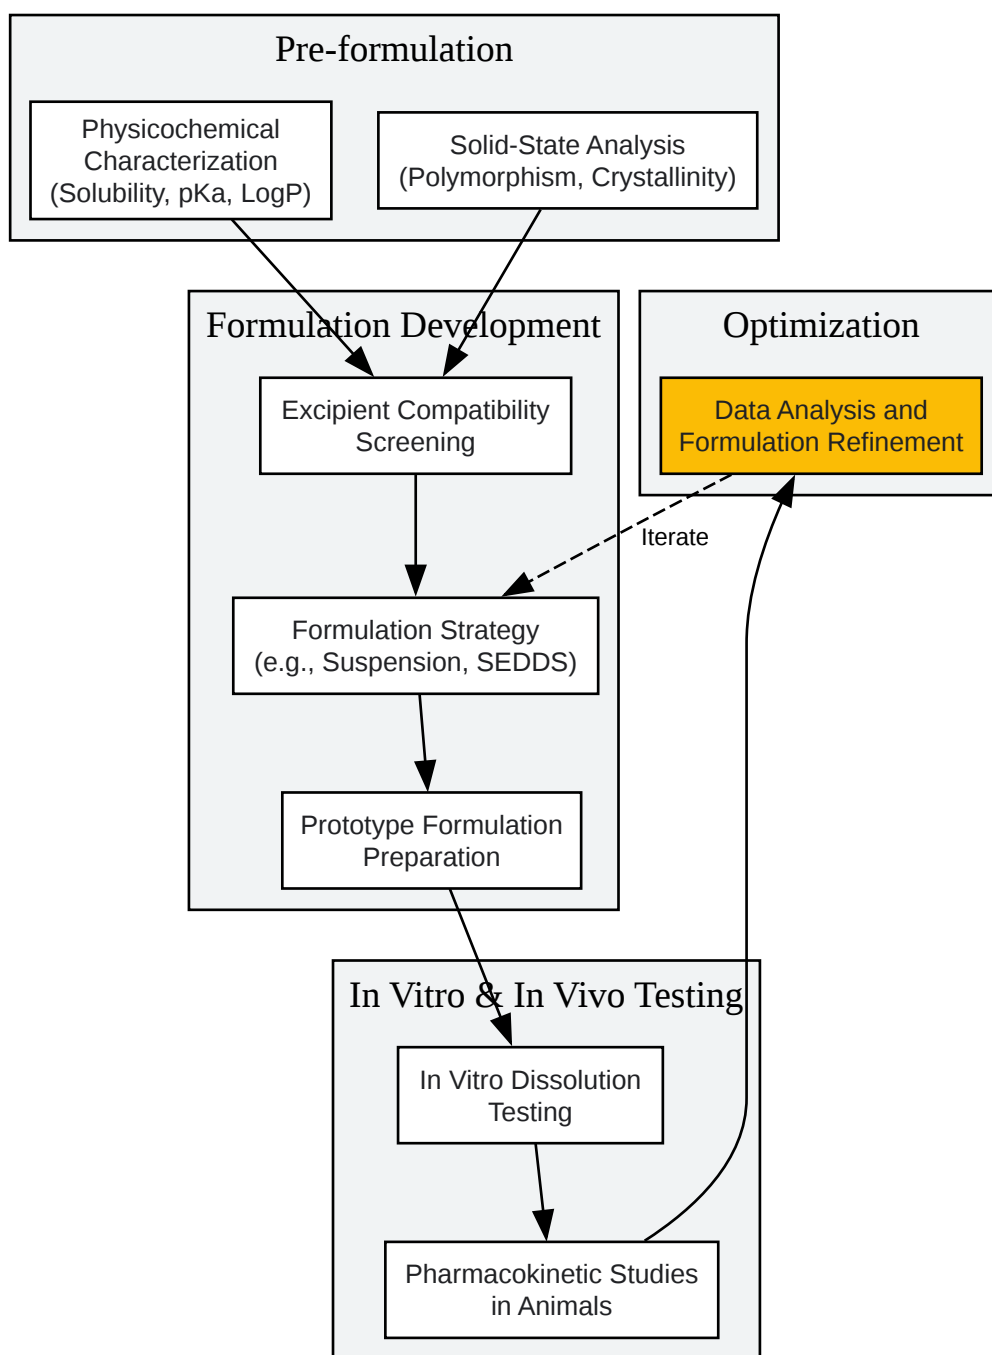 Pre-formulation
Physicochemical
Characterization
(Solubility, pKa, LogP)
Solid-State Analysis
(Polymorphism, Crystallinity)
Formulation Development
Optimization
Excipient Compatibility
Screening
Data Analysis and
Formulation Refinement
Iterate
Formulation Strategy
(e.g., Suspension, SEDDS)
Prototype Formulation
Preparation
In Vitro & In Vivo Testing
In Vitro Dissolution
Testing
Pharmacokinetic Studies
in Animals